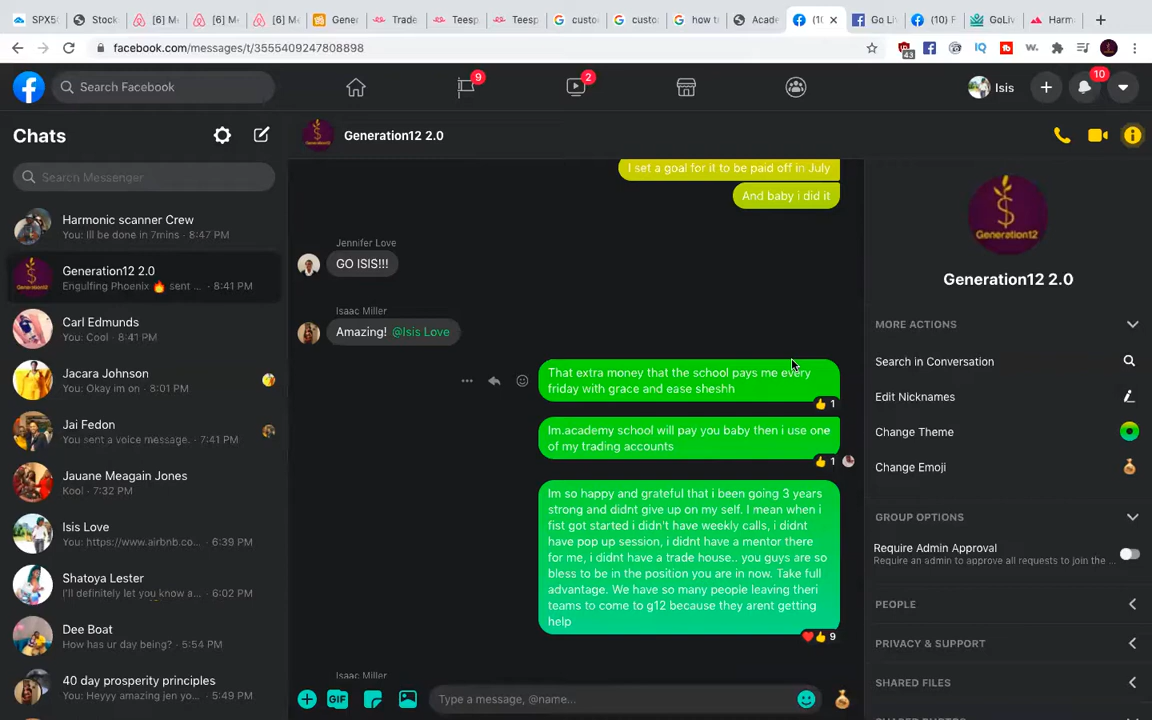 SPX50
Stock
[6] M
[6] M
[6] M
Gener
Trade
Teesp
Teesp
custo
custo
how t
Acade
(10
Go Li
(10) F
GoLiv
Harm
facebook.com/messages/t/3555409247808898
43
Search Facebook
9
2
Isis
10
Chats
Search Messenger
Harmonic scanner Crew
You: Ill be done in 7mins · 8:47 PM
Generation12 2.0
Engulfing Phoenix 🔥 sent ... · 8:41 PM
Carl Edmunds
You: Cool · 8:41 PM
Jacara Johnson
You: Okay im on · 8:01 PM
Jai Fedon
You sent a voice message. · 7:41 PM
Jauane Meagain Jones
Kool · 7:32 PM
Isis Love
You: https://www.airbnb.co... · 6:39 PM
Shatoya Lester
I'll definitely let you know a... · 6:02 PM
Dee Boat
How has ur day being? · 5:54 PM
40 day prosperity principles
You: Heyyy amazing jen yo... · 5:49 PM
Generation12 2.0
I set a goal for it to be paid off in July
And baby i did it
Jennifer Love
GO ISIS!!!
Isaac Miller
Amazing! @Isis Love
That extra money that the school pays me every
friday with grace and ease sheshh
1
Im.academy school will pay you baby then i use one
of my trading accounts
1
Im so happy and grateful that i been going 3 years
strong and didnt give up on my self. I mean when i
fist got started i didn't have weekly calls, i didnt
have pop up session, i didnt have a mentor there
for me, i didnt have a trade house.. you guys are so
bless to be in the position you are in now. Take full
advantage. We have so many people leaving theri
teams to come to g12 because they arent getting
help
9
Isaac Miller
GIF
Type a message, @name...
Generation12
Generation12 2.0
MORE ACTIONS
Search in Conversation
Edit Nicknames
Change Theme
Change Emoji
GROUP OPTIONS
Require Admin Approval
Require an admin to approve all requests to join the ...
PEOPLE
PRIVACY & SUPPORT
SHARED FILES